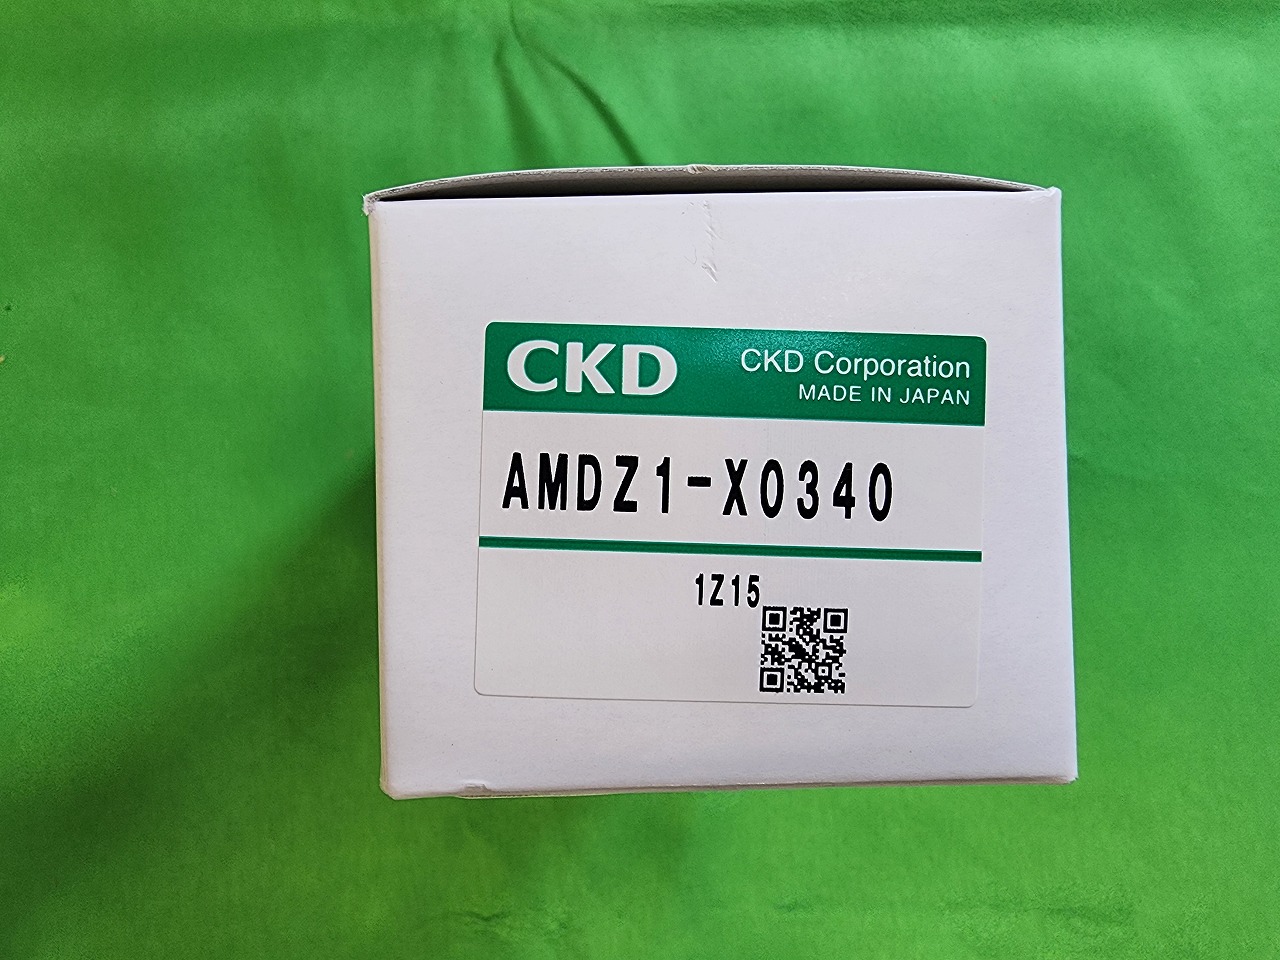 CKD
CKD Corporation
MADE IN JAPAN
AMDZ1-X0340
1Z15